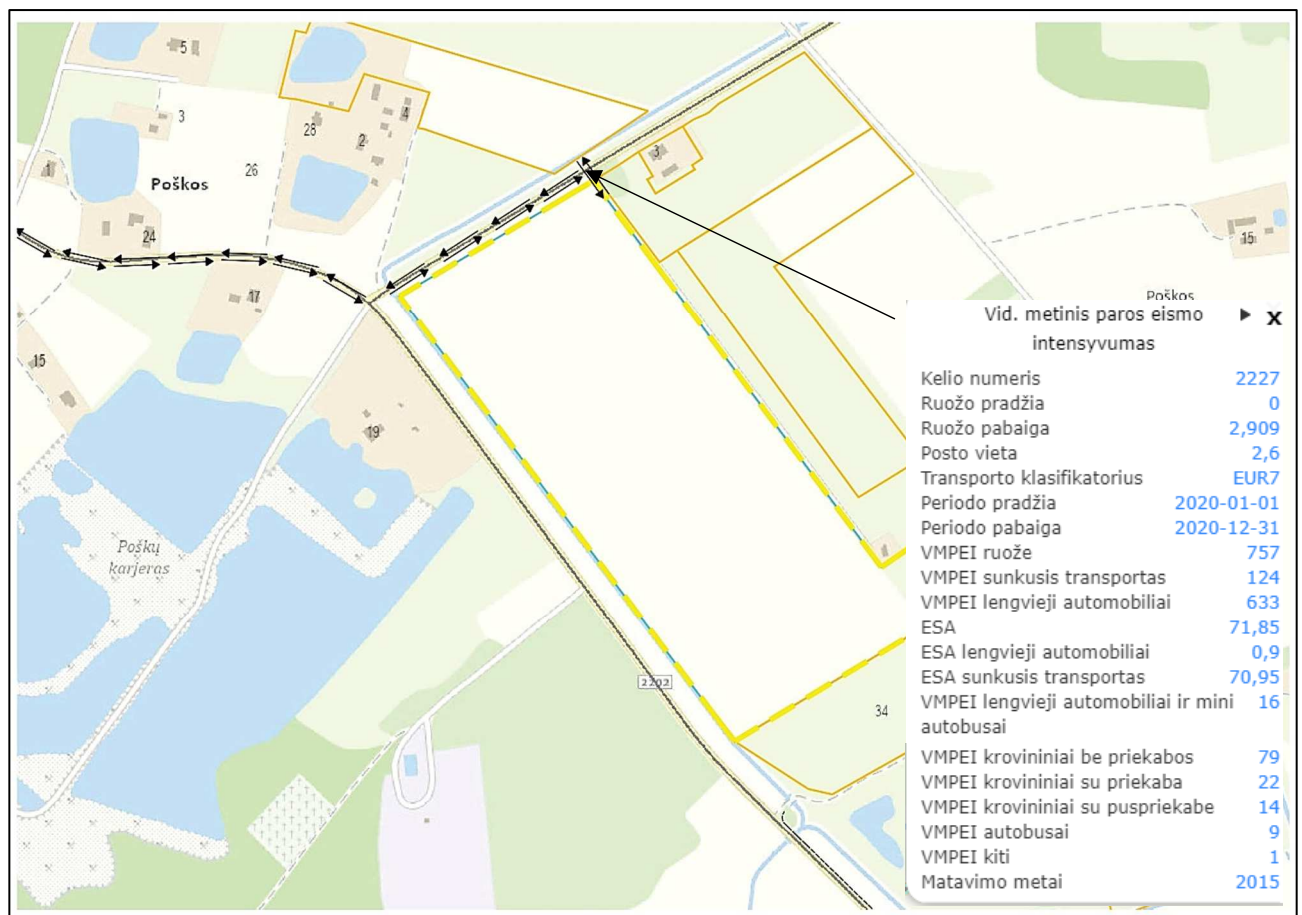 5
3
4
28
2
3
1
Poškos
26
24
15
Poškos
17
15
19
Poškų
karjeras
2202
34
Vid. metinis paros eismo
intensyvumas
X
Kelio numeris 2227
Ruožo pradžia 0
Ruožo pabaiga 2,909
Posto vieta 2,6
Transporto klasifikatorius EUR7
Periodo pradžia 2020-01-01
Periodo pabaiga 2020-12-31
VMPEI ruože 757
VMPEI sunkusis transportas 124
VMPEI lengvieji automobiliai 633
ESA 71,85
ESA lengvieji automobiliai 0,9
ESA sunkusis transportas 70,95
VMPEI lengvieji automobiliai ir mini 16
autobusai
VMPEI krovininiai be priekabos 79
VMPEI krovininiai su priekaba 22
VMPEI krovininiai su puspriekabe 14
VMPEI autobusai 9
VMPEI kiti 1
Matavimo metai 2015